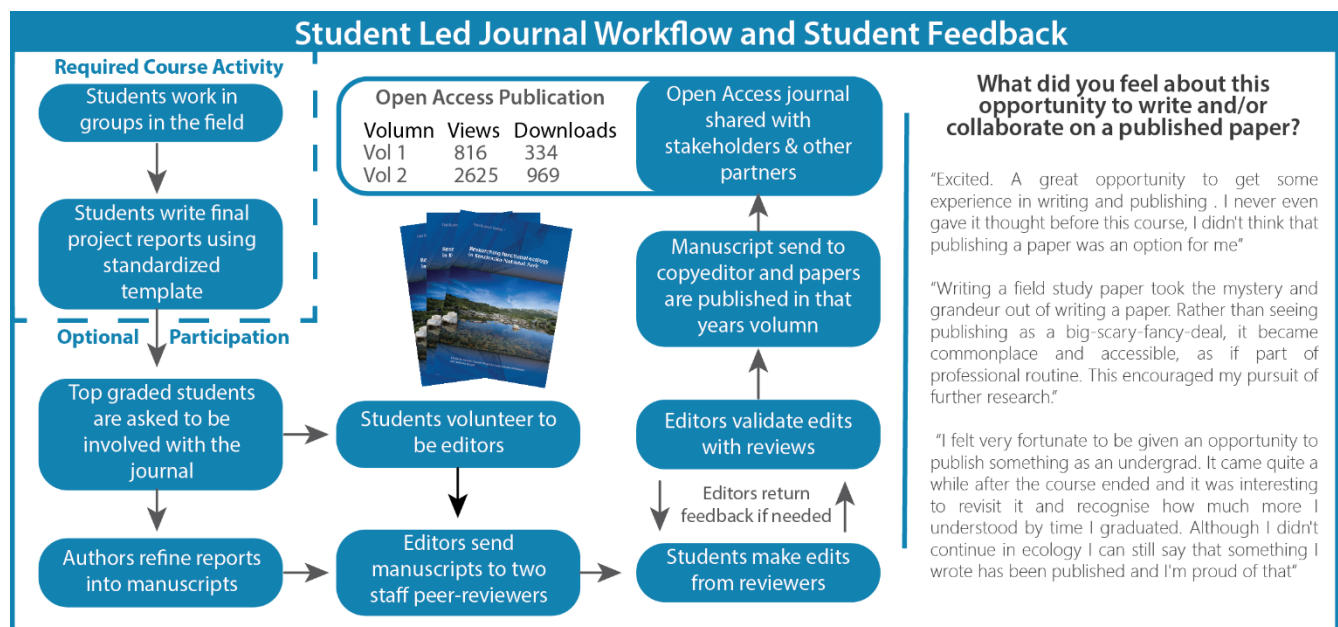 Student Led Journal Workflow and Student Feedback
Required Course Activity
Students work in
groups in the field
Students write final
project reports using
standardized
template
Optional Participation
Top graded students
are asked to be
involved with the
journal
Authors refine reports
into manuscripts
Students volunteer to
be editors
Editors send
manuscripts to two
staff peer-reviewers
Students make edits
from reviewers
Editors return
feedback if needed
Editors validate edits
with reviews
Manuscript send to
copyeditor and papers
are published in that
years volumn
Open Access journal
shared with
stakeholders & other
partners
Open Access Publication
Volumn Views Downloads
Vol 1 816 334
Vol 2 2625 969
Researching functional ecology
in Kosciuszko National Park
What did you feel about this
opportunity to write and/or
collaborate on a published paper?
"Excited. A great opportunity to get some
experience in writing and publishing . I never even
gave it thought before this course, I didn't think that
publishing a paper was an option for me"
"Writing a field study paper took the mystery and
grandeur out of writing a paper. Rather than seeing
publishing as a big-scary-fancy-deal, it became
commonplace and accessible, as if part of
professional routine. This encouraged my pursuit of
further research."
"I felt very fortunate to be given an opportunity to
publish something as an undergrad. It came quite a
while after the course ended and it was interesting
to revisit it and recognise how much more I
understood by time I graduated. Although I didn't
continue in ecology I can still say that something I
wrote has been published and I'm proud of that"